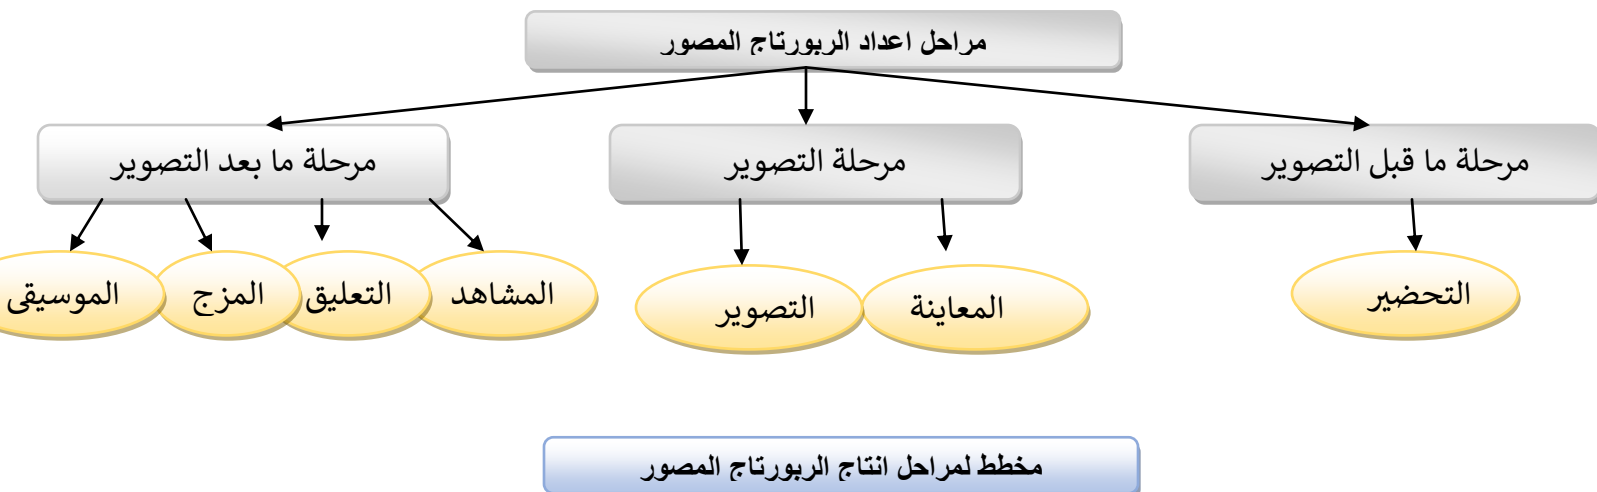 مراحل اعداد الربورتاج المصور
مرحلة ما قبل التصوير
مرحلة التصوير
مرحلة ما بعد التصوير
التحضير
المعاينة
التصوير
المشاهد
التعليق
المزج
الموسيقى
مخطط لمراحل انتاج الربورتاج المصور